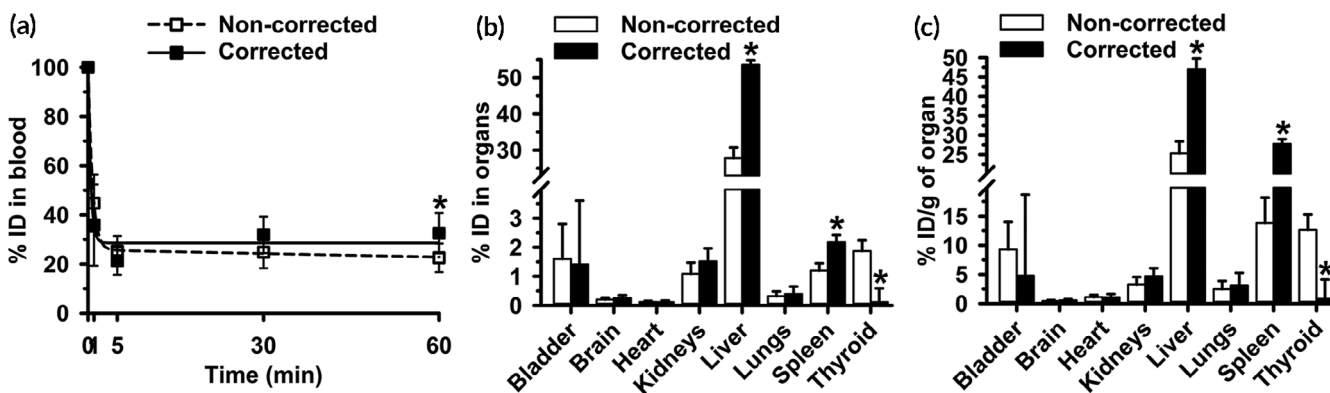 (a)
Non-corrected
Corrected
% ID in blood
100
80
60
40
20
0
0
1
5
30
60
Time (min)
*
(b)
Non-corrected
Corrected
% ID in organs
50
30
3
2
1
0
*
*
*
Bladder
Brain
Heart
Kidneys
Liver
Lungs
Spleen
Thyroid
(c)
Non-corrected
Corrected
% ID/g of organ
50
45
40
35
30
25
15
10
5
0
*
*
*
Bladder
Brain
Heart
Kidneys
Liver
Lungs
Spleen
Thyroid